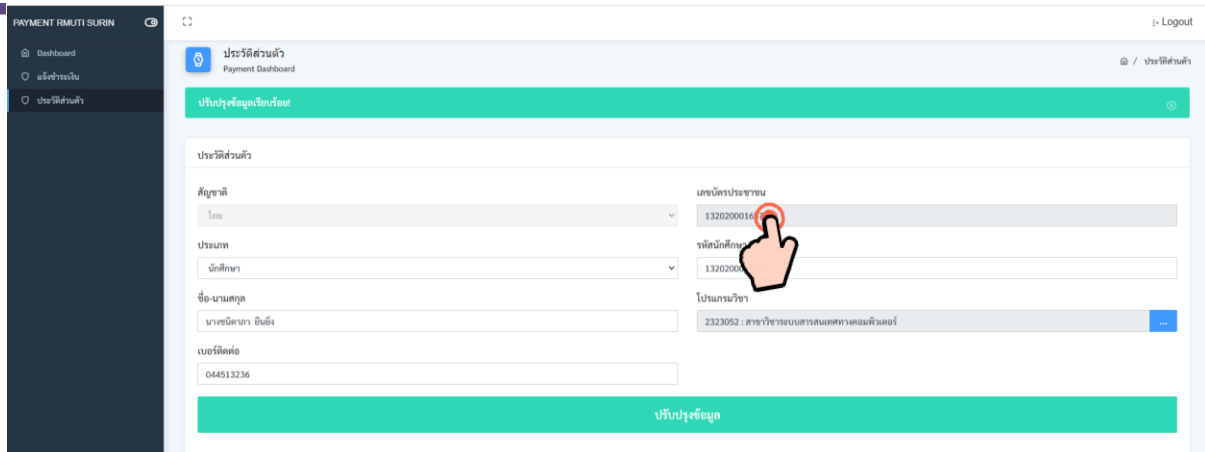 PAYMENT RMUTI SURIN
Logout
Dashboard
แจ้งชำระเงิน
ประวัติส่วนตัว
ประวัติส่วนตัว
Payment Dashboard
/ ประวัติส่วนตัว
ปรับปรุงข้อมูลเรียบร้อย!
ประวัติส่วนตัว
สัญชาติ
เลขบัตรประชาชน
ไทย
ประเภท
รหัสนักศึกษา
นักศึกษา
ชื่อ-นามสกุล
โปรแกรมวิชา
นางชนิดาภา ยืนยิ่ง
2323052 : สาขาวิชาระบบสารสนเทศทางคอมพิวเตอร์
...
เบอร์ติดต่อ
044513236
ปรับปรุงข้อมูล